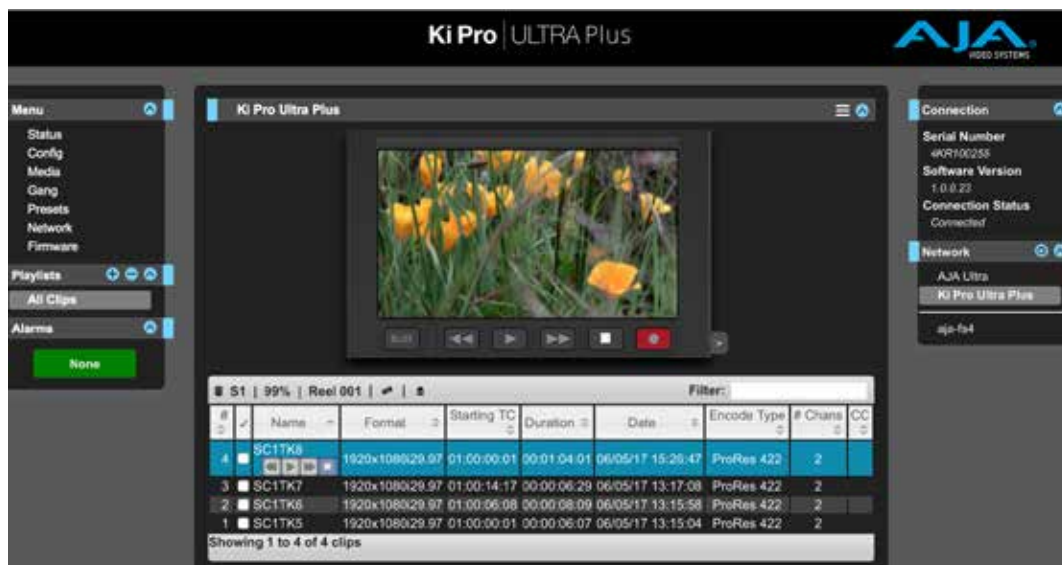 Ki Pro ULTRA Plus
AJA
VIDEO SYSTEMS
Menu
Status
Config
Media
Gang
Presets
Network
Firmware
Playlists
All Clips
Alarms
None
Ki Pro Ultra Plus
S1 | 99% | Reel 001 | |
Filter:
# Name Format Starting TC Duration Date Encode Type # Chans CC
4 SC1TK8 1920x1080i29.97 01:00:00:01 00:01:04:01 06/05/17 15:26:47 ProRes 422 2
3 SC1TK7 1920x1080i29.97 01:00:14:17 00:00:06:29 06/05/17 13:17:08 ProRes 422 2
2 SC1TK6 1920x1080i29.97 01:00:06:08 00:00:08:09 06/05/17 13:15:58 ProRes 422 2
1 SC1TK5 1920x1080i29.97 01:00:00:01 00:00:06:07 06/05/17 13:15:04 ProRes 422 2
Showing 1 to 4 of 4 clips
Connection
Serial Number
4KR100255
Software Version
1.0.0.23
Connection Status
Connected
Network
AJA Ultra
Ki Pro Ultra Plus
aja-fs4